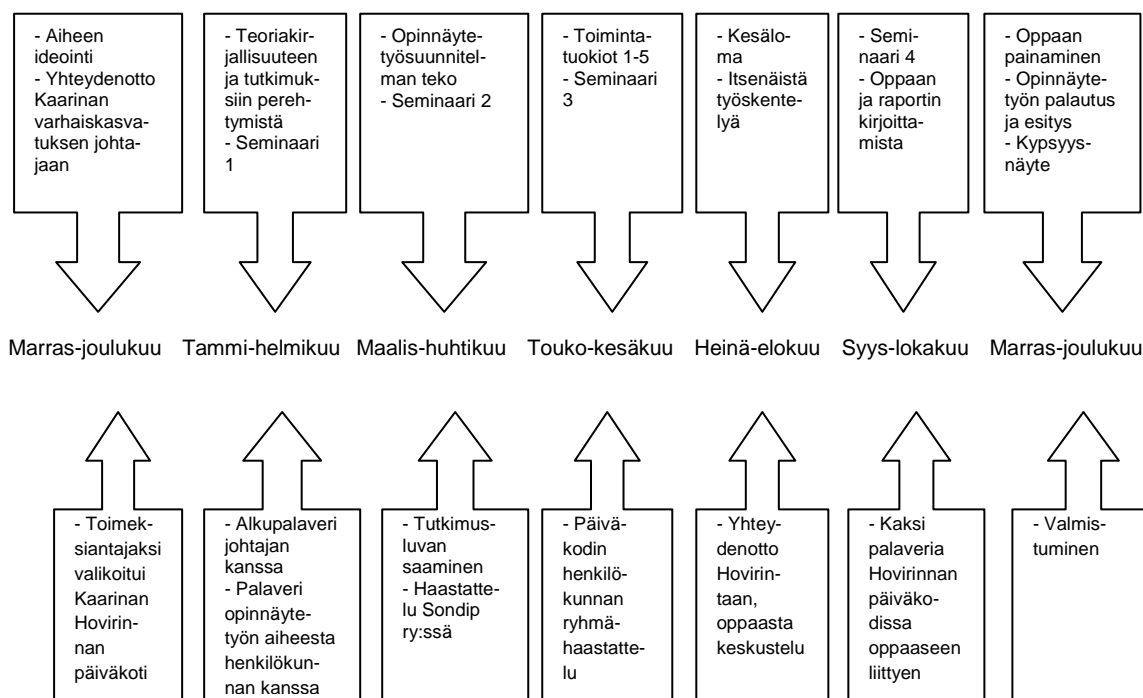 - Aiheen
ideointi
- Yhteydenotto
Kaarinan
varhaiskasva-
tuksen johta-
jaan
- Teoriakir-
jallisuuteen
ja tutkimuk-
siin pereh-
tymistä
- Seminaari
1
- Opinnäyte-
työsuunnitel-
man teko
- Seminaari 2
- Toiminta-
tuokiot 1-5
- Seminaari
3
- Kesälo-
ma
- Itsenäistä
työskente-
lyä
- Semi-
naari 4
- Oppaan
ja raportin
kirjoitta-
mista
- Oppaan
painaminen
- Opinnäyte-
työn palautus
ja esitys
- Kypsyys-
näyte
Marras-joulukuu Tammi-helmikuu Maalis-huhtikuu Touko-kesäkuu Heinä-elokuu Syys-lokakuu Marras-joulukuu
- Toimek-
siantajaksi
valikoitui
Kaarinan
Hovirin-
nan
päiväkoti
- Alkupalaveri
johtajan
kanssa
- Palaveri
opinnäyte-
työn aiheesta
henkilökun-
nan kanssa
- Tutkimus-
luvan
saaminen
- Haastatte-
lu Sondip
ry:ssä
- Päivä-
kodin
henkilö-
kunnan
ryhmä-
haastatte-
lu
- Yhtey-
denotto
Hovirin-
taan,
oppaasta
keskustelu
- Kaksi
palaveria
Hovirinnan
päiväko-
dissa
oppaaseen
liittyen
- Valmis-
tuminen